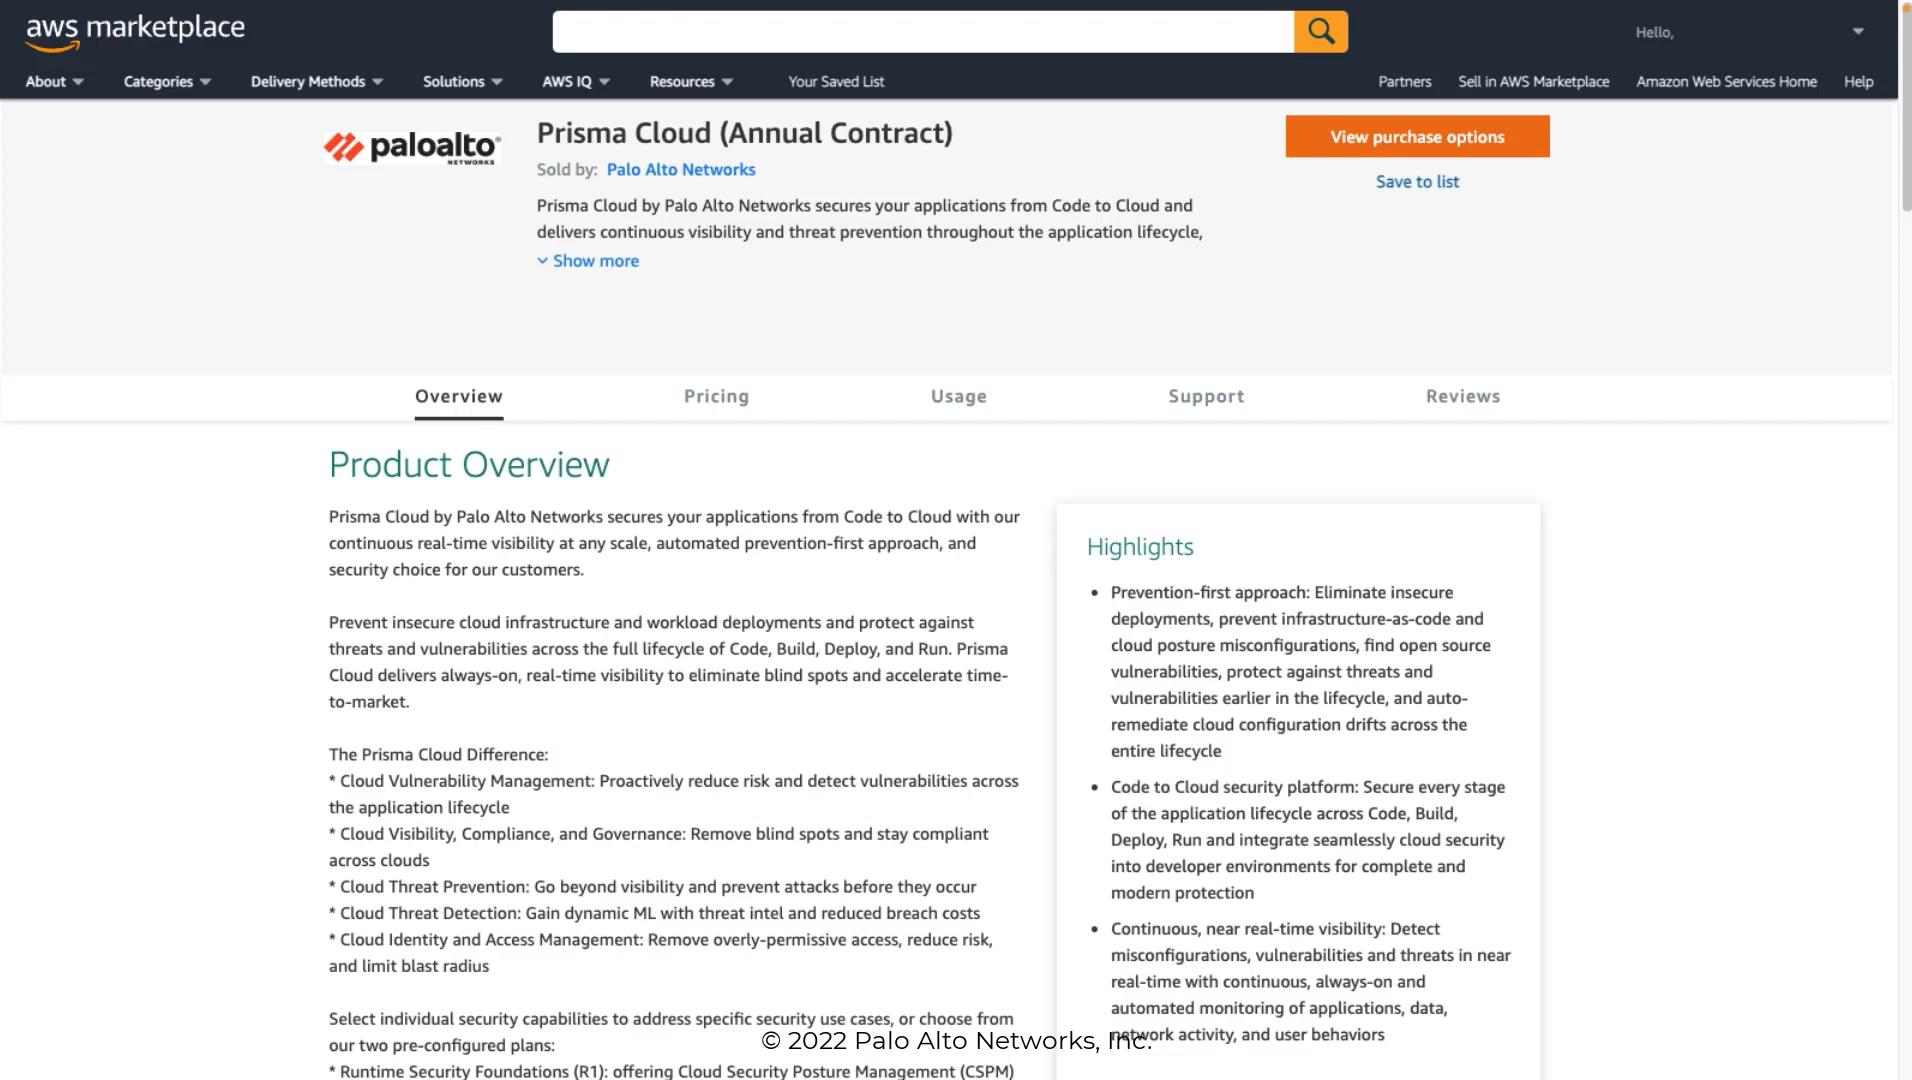 aws marketplace
Hello,
About
Categories
Delivery Methods
Solutions
AWS IQ
Resources
Your Saved List
Partners
Sell in AWS Marketplace
Amazon Web Services Home
Help
paloalto
NETWORKS
Prisma Cloud (Annual Contract)
Sold by: Palo Alto Networks
Prisma Cloud by Palo Alto Networks secures your applications from Code to Cloud and
delivers continuous visibility and threat prevention throughout the application lifecycle,
Show more
View purchase options
Save to list
Overview
Pricing
Usage
Support
Reviews
Product Overview
Prisma Cloud by Palo Alto Networks secures your applications from Code to Cloud with our
continuous real-time visibility at any scale, automated prevention-first approach, and
security choice for our customers.
Prevent insecure cloud infrastructure and workload deployments and protect against
threats and vulnerabilities across the full lifecycle of Code, Build, Deploy, and Run. Prisma
Cloud delivers always-on, real-time visibility to eliminate blind spots and accelerate time-
to-market.
The Prisma Cloud Difference:
* Cloud Vulnerability Management: Proactively reduce risk and detect vulnerabilities across
the application lifecycle
* Cloud Visibility, Compliance, and Governance: Remove blind spots and stay compliant
across clouds
* Cloud Threat Prevention: Go beyond visibility and prevent attacks before they occur
* Cloud Threat Detection: Gain dynamic ML with threat intel and reduced breach costs
* Cloud Identity and Access Management: Remove overly-permissive access, reduce risk,
and limit blast radius
Select individual security capabilities to address specific security use cases, or choose from
our two pre-configured plans:
* Runtime Security Foundations (R1): offering Cloud Security Posture Management (CSPM)
Highlights
• Prevention-first approach: Eliminate insecure
deployments, prevent infrastructure-as-code and
cloud posture misconfigurations, find open source
vulnerabilities, protect against threats and
vulnerabilities earlier in the lifecycle, and auto-
remediate cloud configuration drifts across the
entire lifecycle
• Code to Cloud security platform: Secure every stage
of the application lifecycle across Code, Build,
Deploy, Run and integrate seamlessly cloud security
into developer environments for complete and
modern protection
• Continuous, near real-time visibility: Detect
misconfigurations, vulnerabilities and threats in near
real-time with continuous, always-on and
automated monitoring of applications, data,
network activity, and user behaviors
© 2022 Palo Alto Networks, Inc.